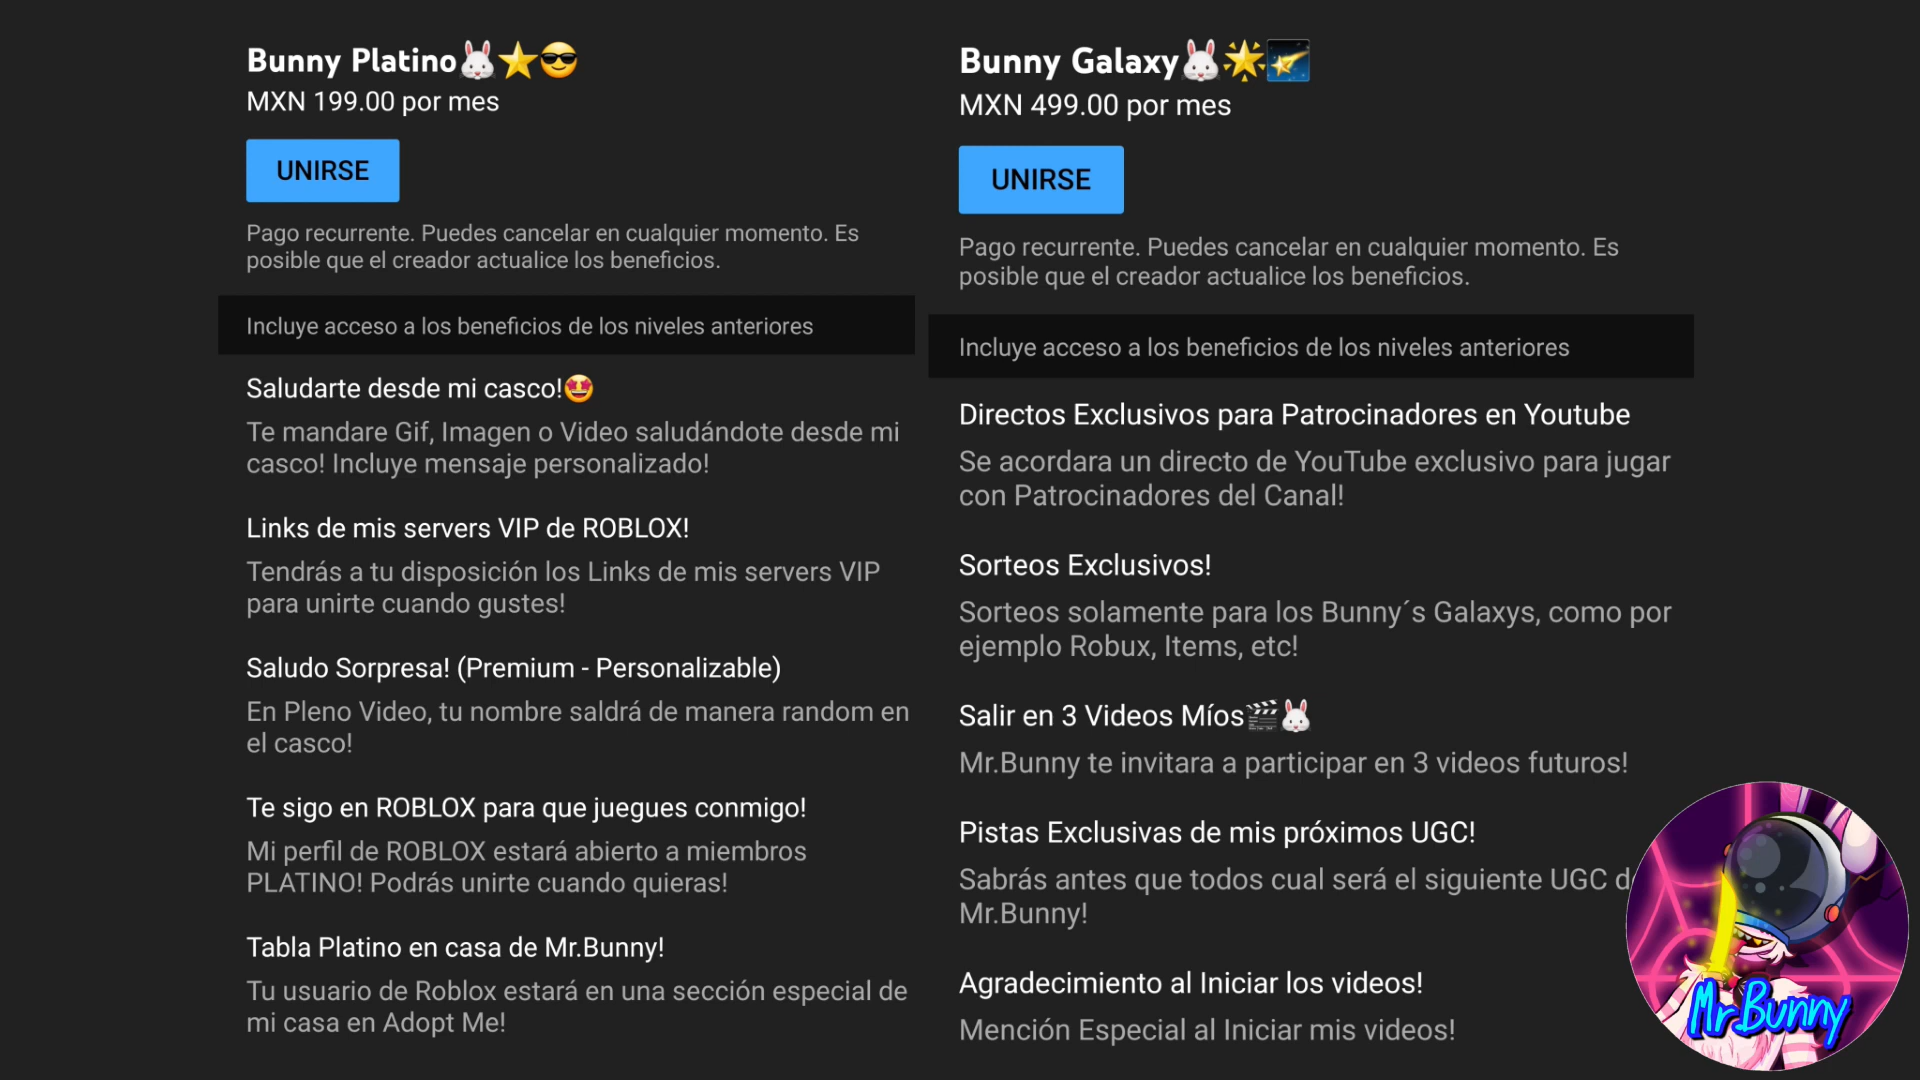 Bunny Platino🐰⭐😎
MXN 199.00 por mes
UNIRSE
Pago recurrente. Puedes cancelar en cualquier momento. Es
posible que el creador actualice los beneficios.
Incluye acceso a los beneficios de los niveles anteriores
Saludarte desde mi casco!🤩
Te mandare Gif, Imagen o Video saludándote desde mi
casco! Incluye mensaje personalizado!
Links de mis servers VIP de ROBLOX!
Tendrás a tu disposición los Links de mis servers VIP
para unirte cuando gustes!
Saludo Sorpresa! (Premium - Personalizable)
En Pleno Video, tu nombre saldrá de manera random en
el casco!
Te sigo en ROBLOX para que juegues conmigo!
Mi perfil de ROBLOX estará abierto a miembros
PLATINO! Podrás unirte cuando quieras!
Tabla Platino en casa de Mr.Bunny!
Tu usuario de Roblox estará en una sección especial de
mi casa en Adopt Me!
Bunny Galaxy🐰🌟🌠
MXN 499.00 por mes
UNIRSE
Pago recurrente. Puedes cancelar en cualquier momento. Es
posible que el creador actualice los beneficios.
Incluye acceso a los beneficios de los niveles anteriores
Directos Exclusivos para Patrocinadores en Youtube
Se acordara un directo de YouTube exclusivo para jugar
con Patrocinadores del Canal!
Sorteos Exclusivos!
Sorteos solamente para los Bunny´s Galaxys, como por
ejemplo Robux, Items, etc!
Salir en 3 Videos Míos🎬🐰
Mr.Bunny te invitara a participar en 3 videos futuros!
Pistas Exclusivas de mis próximos UGC!
Sabrás antes que todos cual será el siguiente UGC d
Mr.Bunny!
Agradecimiento al Iniciar los videos!
Mención Especial al Iniciar mis videos!
Mr.Bunny